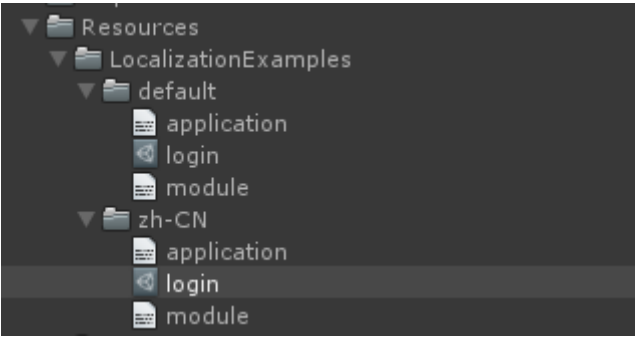 Resources
LocalizationExamples
default
application
login
module
zh-CN
application
login
module